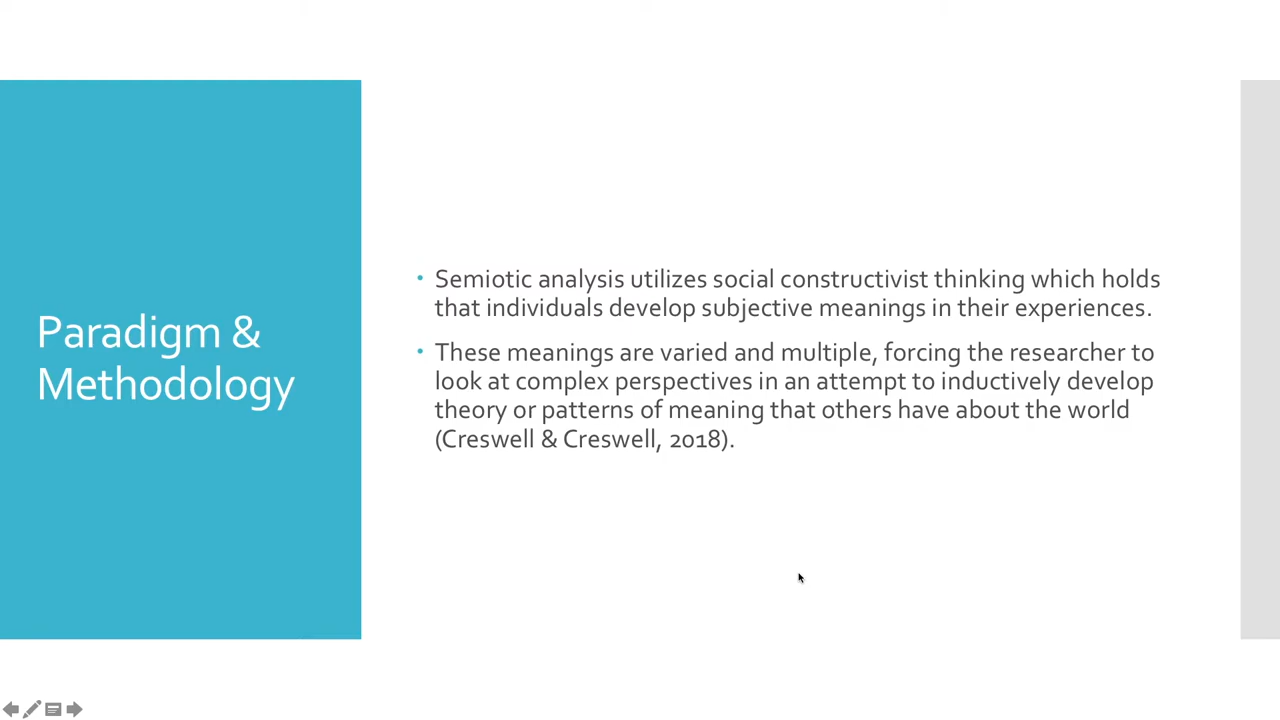 Paradigm &
Methodology
• Semiotic analysis utilizes social constructivist thinking which holds
that individuals develop subjective meanings in their experiences.
• These meanings are varied and multiple, forcing the researcher to
look at complex perspectives in an attempt to inductively develop
theory or patterns of meaning that others have about the world
(Creswell & Creswell, 2018).